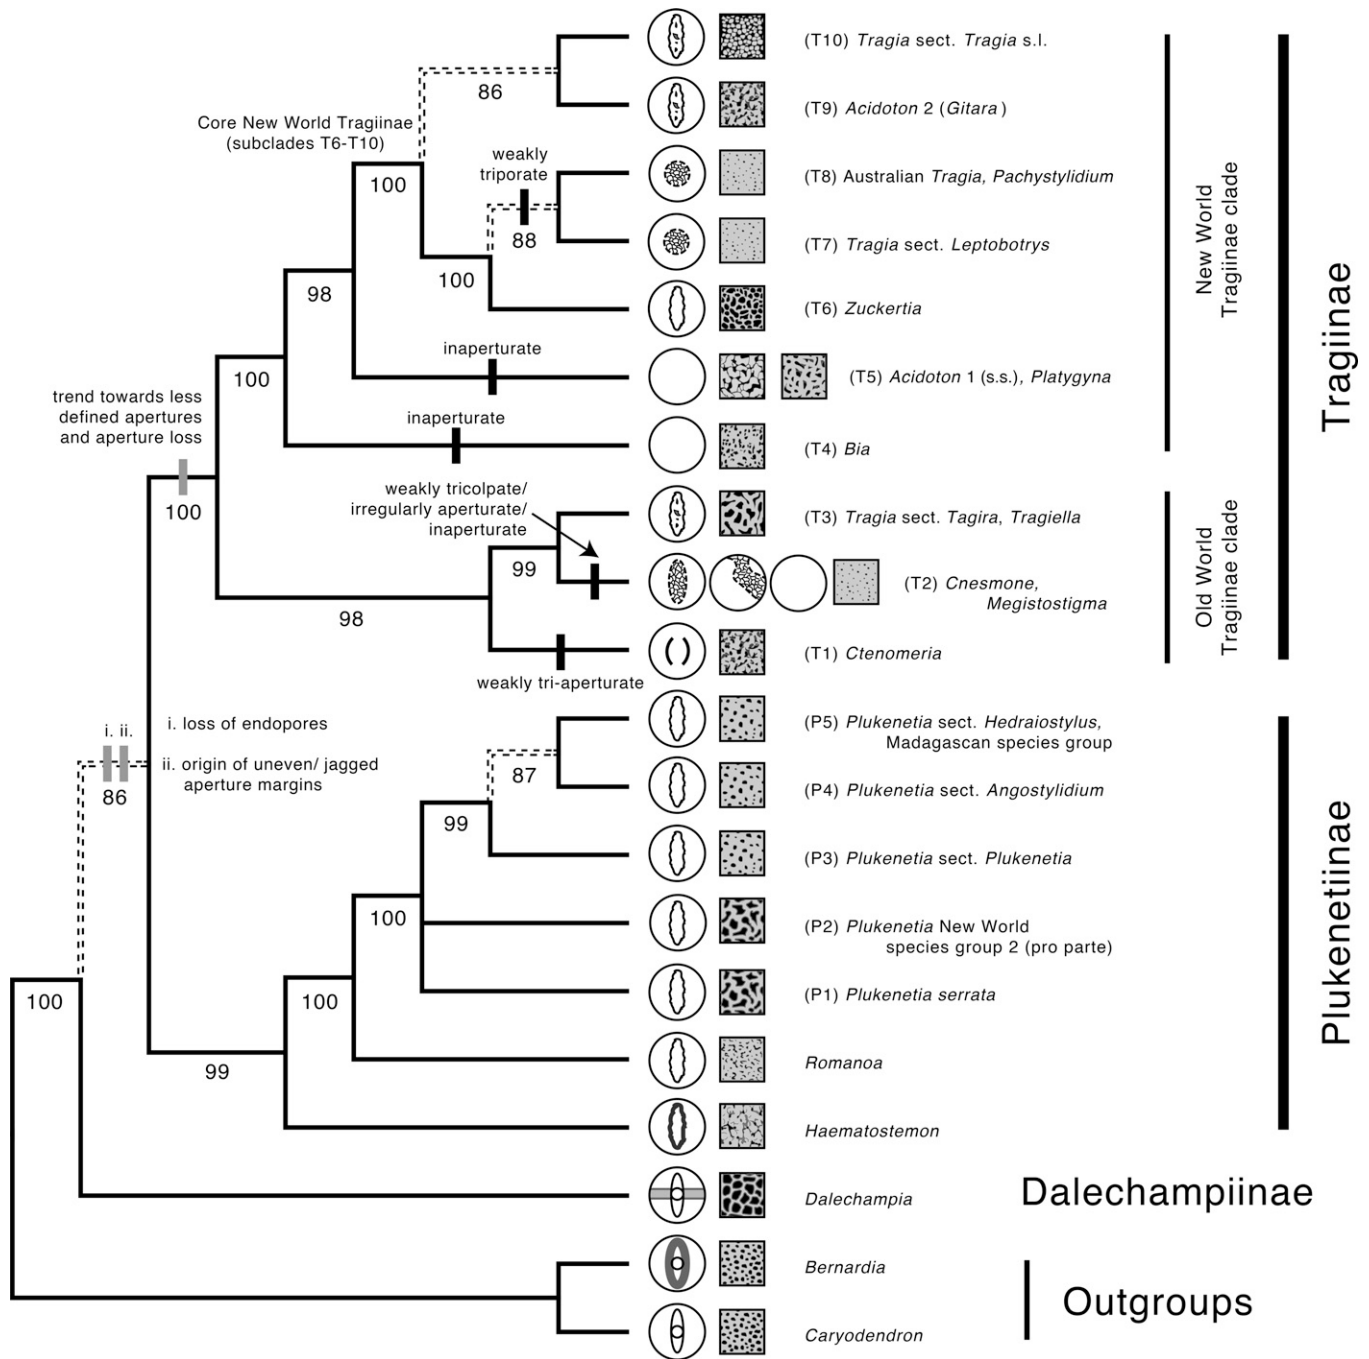 (T10) Tragia sect. Tragia s.l.
86
(T9) Acidoton 2 (Gitara)
Core New World Tragiinae
(subclades T6-T10)
weakly
triporate
100
(T8) Australian Tragia, Pachystylidium
88
(T7) Tragia sect. Leptobotrys
100
98
(T6) Zuckertia
inaperturate
100
(T5) Acidoton 1 (s.s.), Platygyna
trend towards less
defined apertures
and aperture loss
inaperturate
(T4) Bia
New World
Tragiinae clade
100
weakly tricolpate/
irregularly aperturate/
inaperturate
(T3) Tragia sect. Tagira, Tragiella
99
(T2) Cnesmone,
Megistostigma
98
(T1) Ctenomeria
weakly tri-aperturate
Old World
Tragiinae clade
Tragiinae
i. ii.
i. loss of endopores
86
ii. origin of uneven/ jagged
aperture margins
(P5) Plukenetia sect. Hedraiostylus,
Madagascan species group
87
(P4) Plukenetia sect. Angostylidium
99
(P3) Plukenetia sect. Plukenetia
100
(P2) Plukenetia New World
species group 2 (pro parte)
100
100
(P1) Plukenetia serrata
99
Romanoa
Haematostemon
Plukenetiinae
Dalechampia
Dalechampiinae
Bernardia
Outgroups
Caryodendron